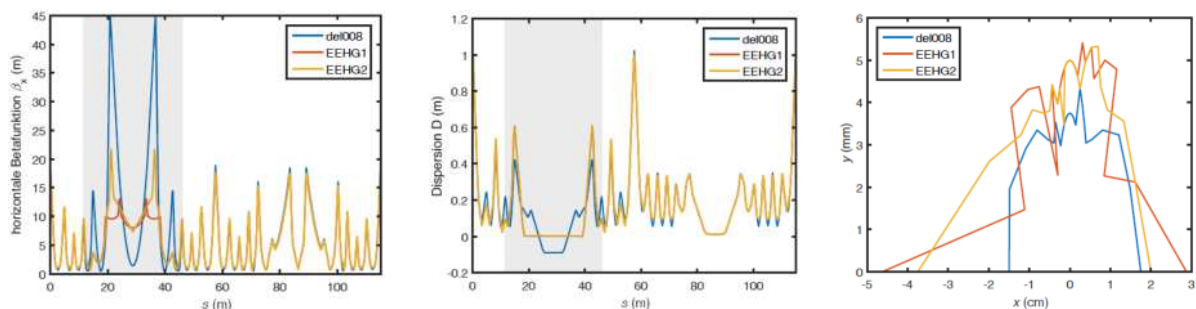 horizontale Betafunktion βx (m)
45
40
35
30
25
20
15
10
5
0
del008
EEHG1
EEHG2
0 20 40 60 80 100
s (m)
Dispersion D (m)
1.2
1
0.8
0.6
0.4
0.2
0
-0.2
del008
EEHG1
EEHG2
0 20 40 60 80 100
s (m)
y (mm)
6
5
4
3
2
1
0
del008
EEHG1
EEHG2
-5 -4 -3 -2 -1 0 1 2 3
x (cm)